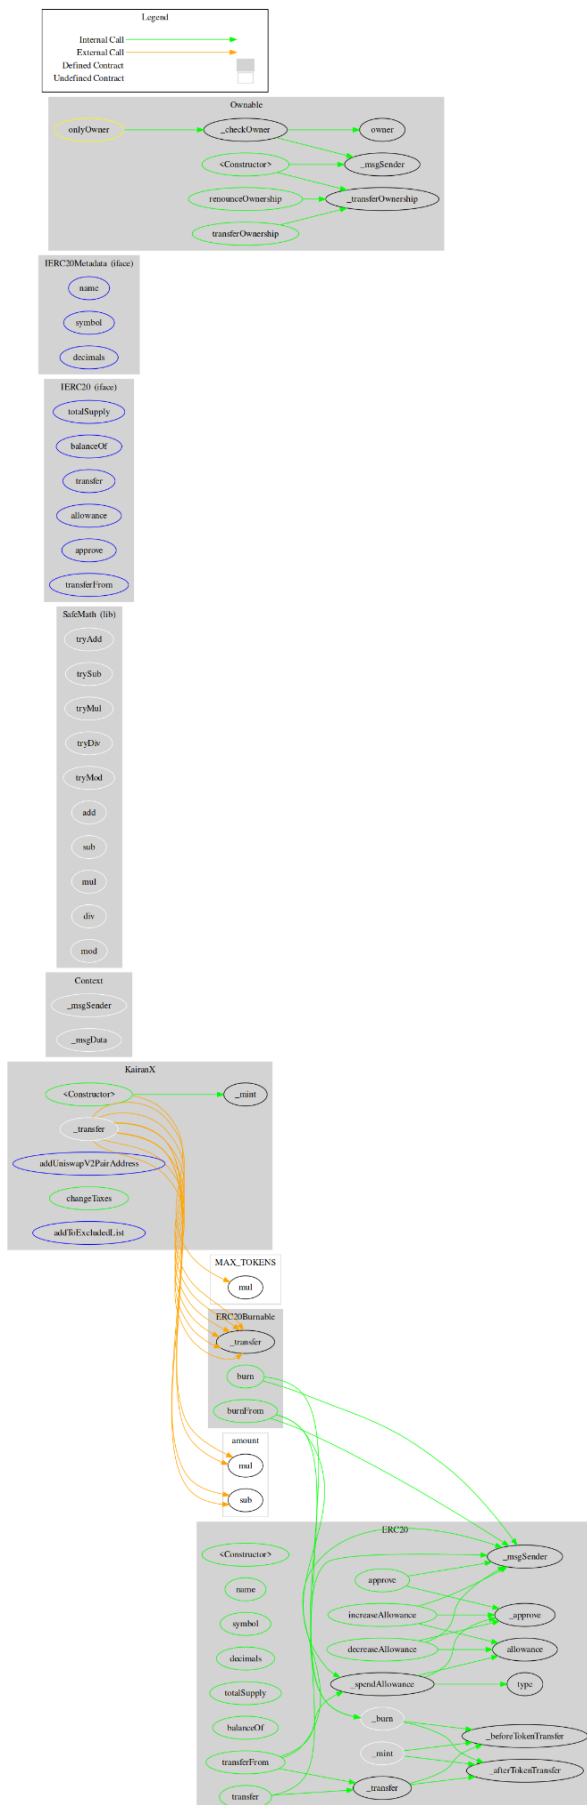 Legend
Internal Call
External Call
Defined Contract
Undefined Contract
Ownable
onlyOwner
_checkOwner
owner
<Constructor>
_msgSender
renounceOwnership
_transferOwnership
transferOwnership
IERC20Metadata (iface)
name
symbol
decimals
IERC20 (iface)
totalSupply
balanceOf
transfer
allowance
approve
transferFrom
SafeMath (lib)
tryAdd
trySub
tryMul
tryDiv
tryMod
add
sub
mul
div
mod
Context
_msgSender
_msgData
KairanX
<Constructor>
_mint
_transfer
addUniswapV2PairAddress
changeTaxes
addToExcludedList
MAX_TOKENS
mul
ERC20Burnable
_transfer
burn
burnFrom
amount
mul
sub
ERC20
<Constructor>
_msgSender
name
approve
symbol
increaseAllowance
_approve
decimals
decreaseAllowance
allowance
totalSupply
_spendAllowance
type
balanceOf
_burn
_beforeTokenTransfer
transferFrom
_mint
_afterTokenTransfer
transfer
_transfer